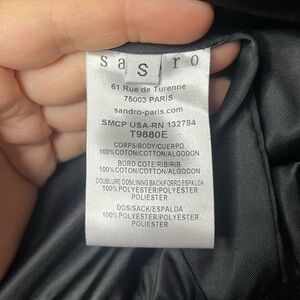 sa ro
S
61 Rue de Turenne
75003 PARIS
sandro-paris.com
SMCP USA-RN 132784
T9880E
CORPS/BODY/CUERPO
100%COTON/COTTON/ALGODON
BORD COTE/RIB/RIB
100%COTON/COTTON/ALGODON
DOUBLURE DOS/LINING BACK/FORRO ESPALDA
100%POLYESTER/POLYESTER
POLIESTER
DOS/SACK/ESPALDA
100%POLYESTER/POLYESTER
POLIESTER